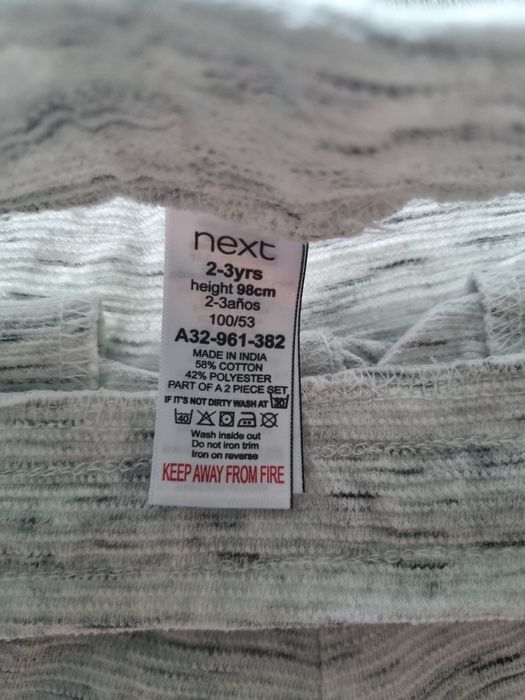 next
2-3yrs
height 98cm
2-3años
100/53
A32-961-382
MADE IN INDIA
58% COTTON
42% POLYESTER
PART OF A 2 PIECE SET
IF IT'S NOT DIRTY WASH AT 30
40
Wash inside out
Do not iron trim
Iron on reverse
KEEP AWAY FROM FIRE